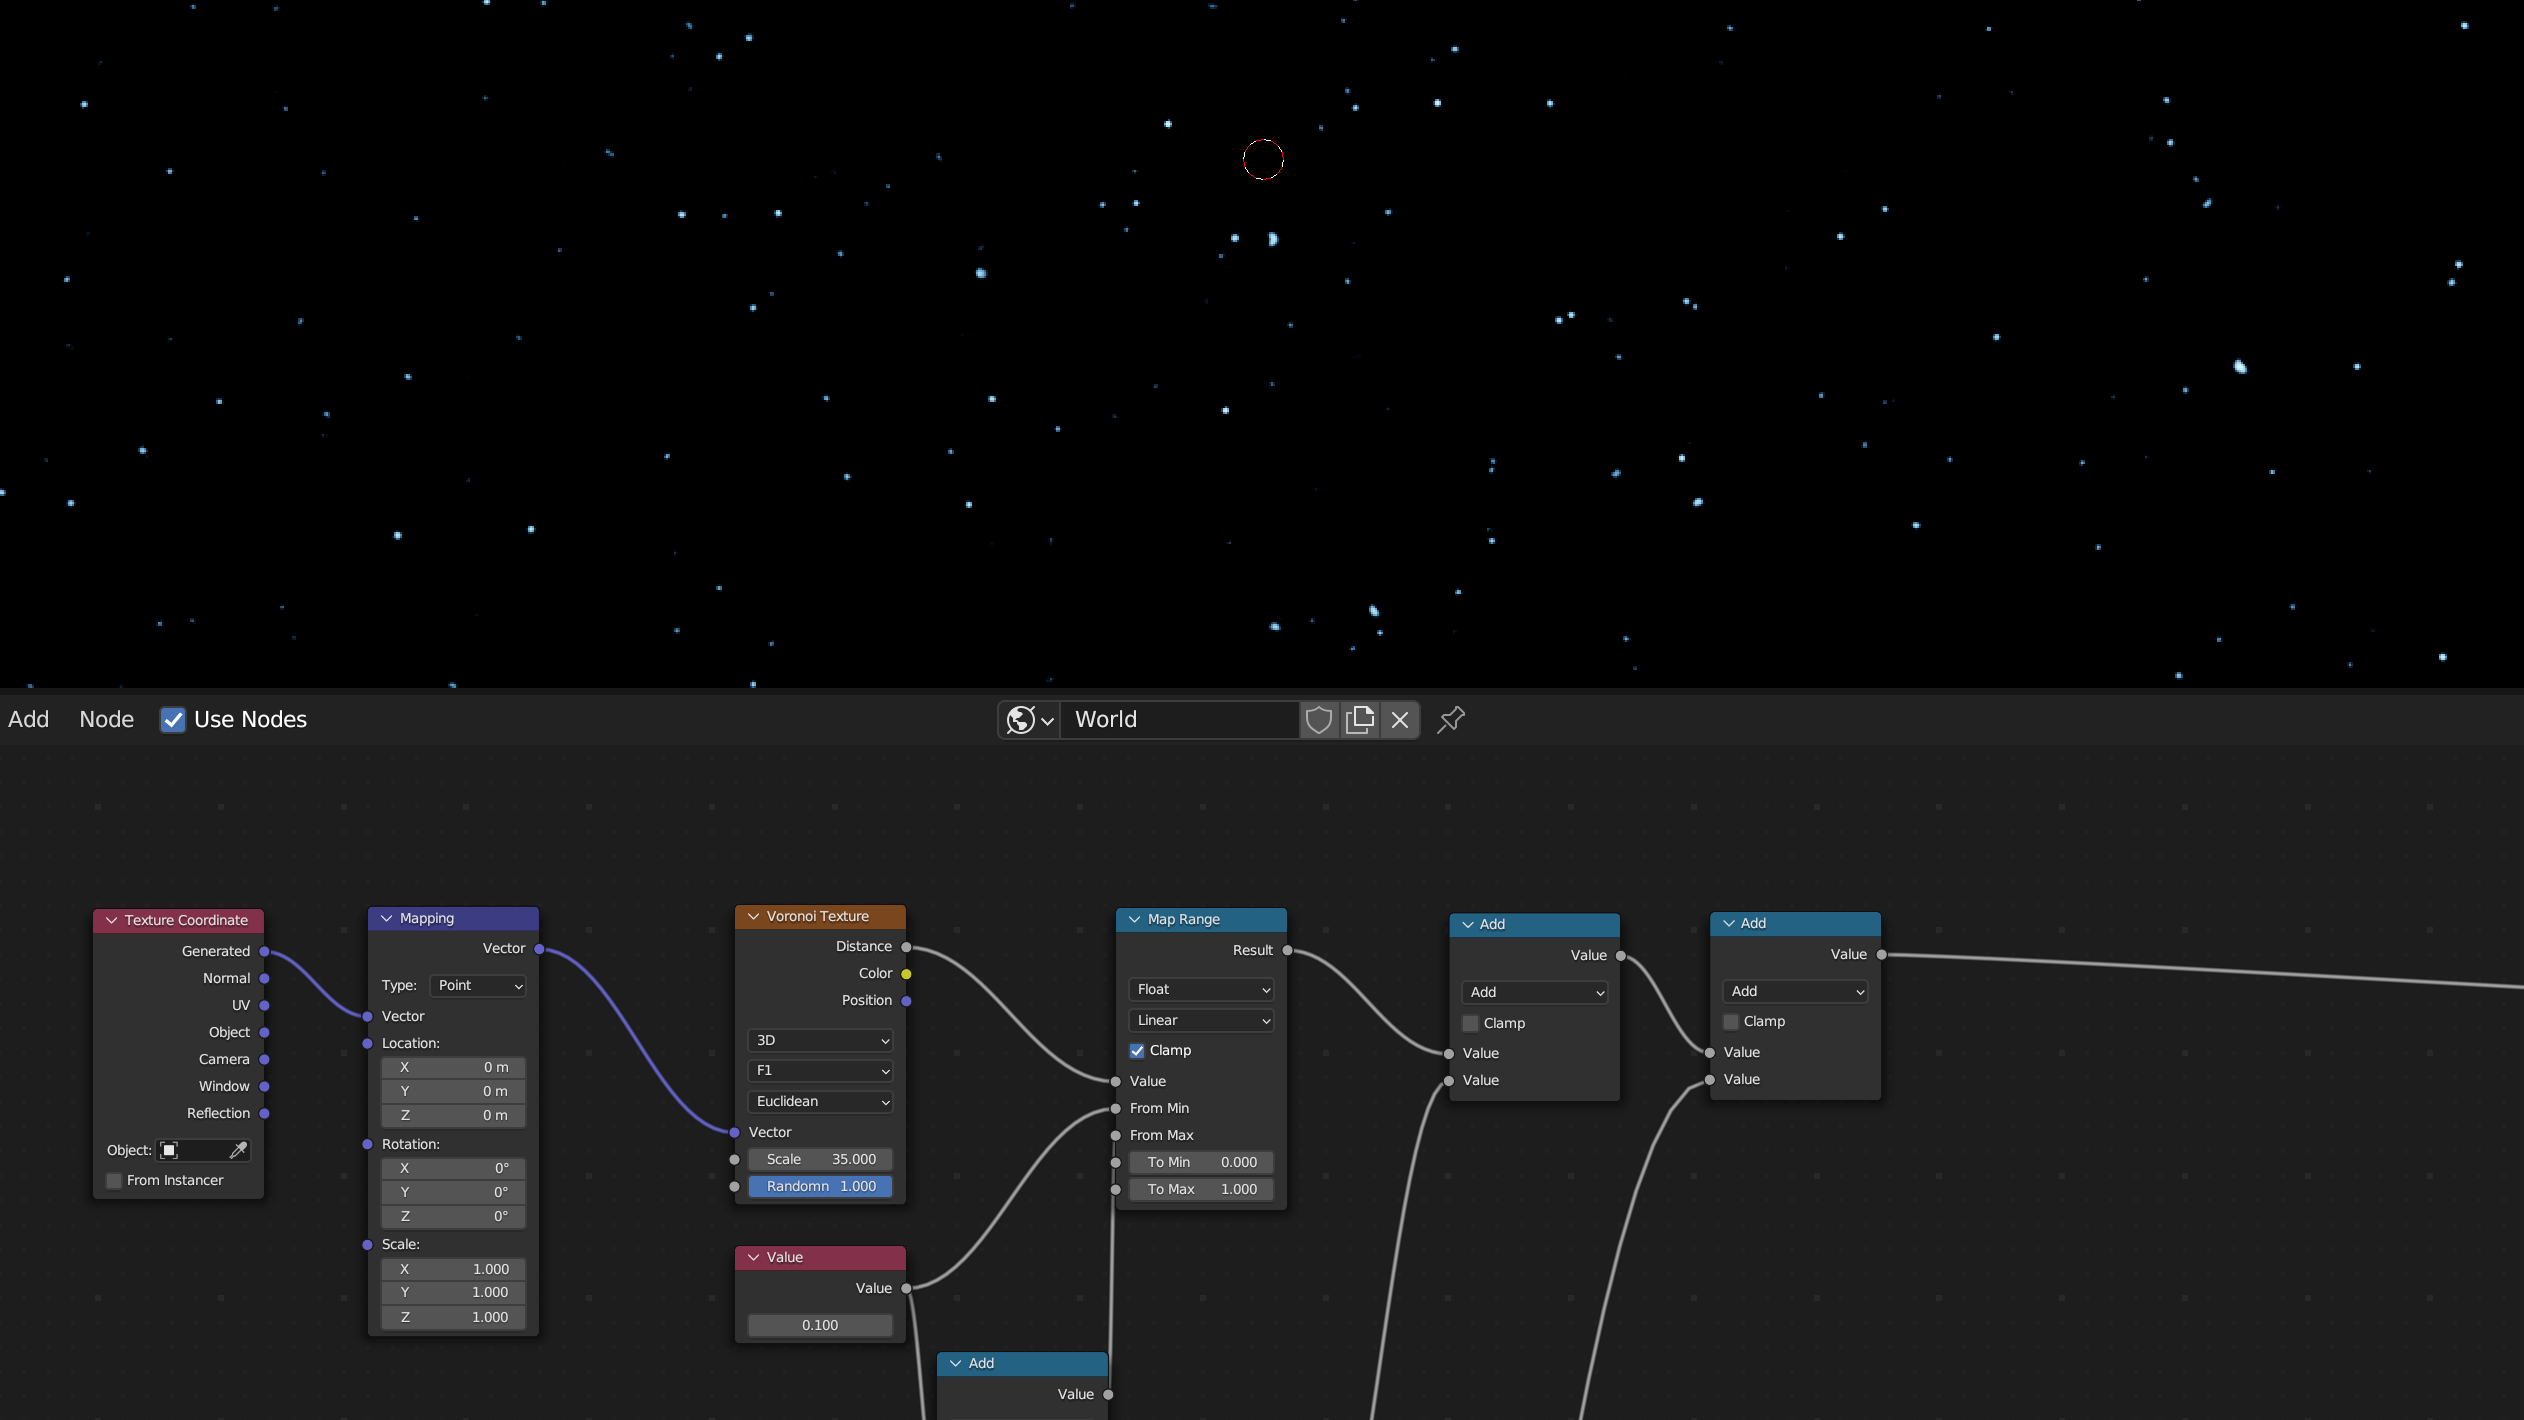 Add Node Use Nodes World
Texture Coordinate
Generated
Normal
UV
Object
Camera
Window
Reflection
Object:
From Instancer
Mapping
Vector
Type: Point
Vector
Location:
X 0 m
Y 0 m
Z 0 m
Rotation:
X 0°
Y 0°
Z 0°
Scale:
X 1.000
Y 1.000
Z 1.000
Voronoi Texture
Distance
Color
Position
3D
F1
Euclidean
Vector
Scale 35.000
Randomn 1.000
Value
Value
0.100
Add
Value
Map Range
Result
Float
Linear
Clamp
Value
From Min
From Max
To Min 0.000
To Max 1.000
Add
Value
Add
Clamp
Value
Value
Add
Value
Add
Clamp
Value
Value